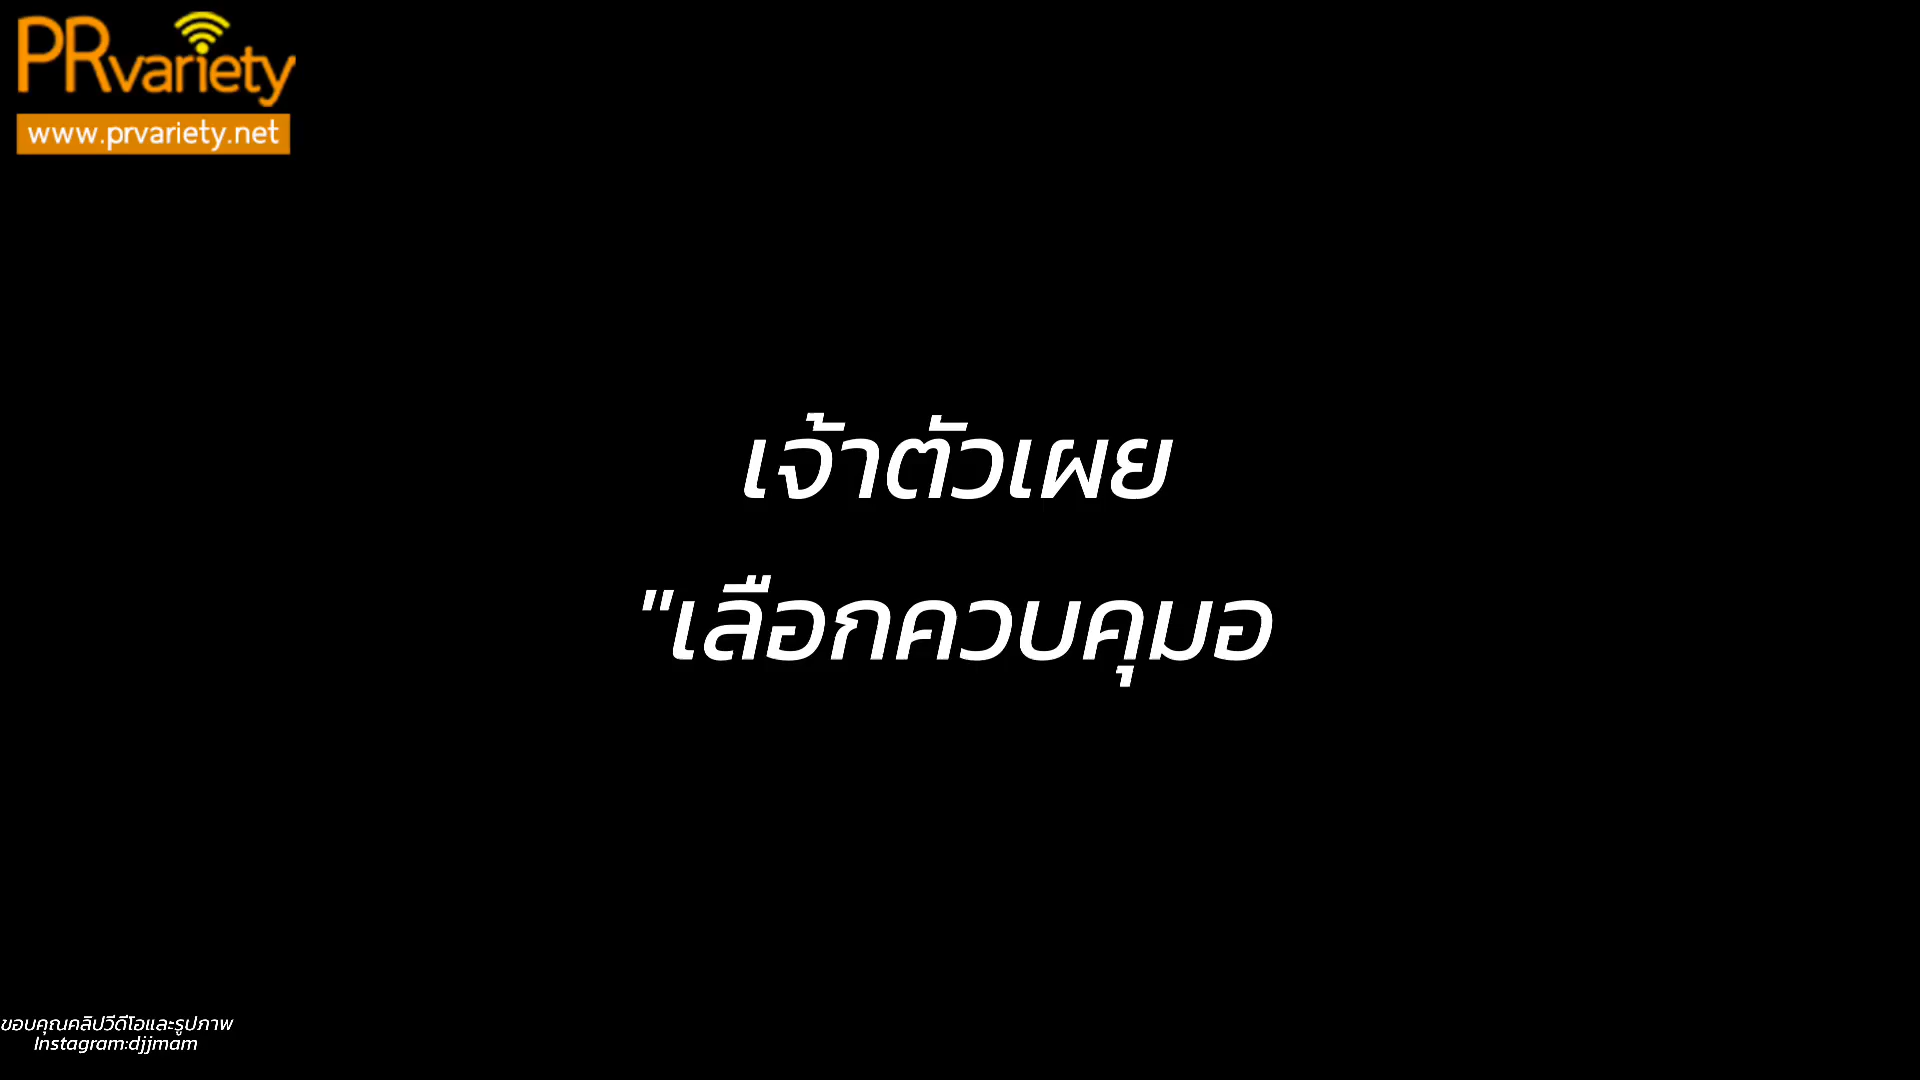 PRvariety
www.prvariety.net
เจ้าตัวเผย
"เลือกควบคุมอ
ขอบคุณคลิปวีดีโอและรูปภาพ
Instagram:djjmam